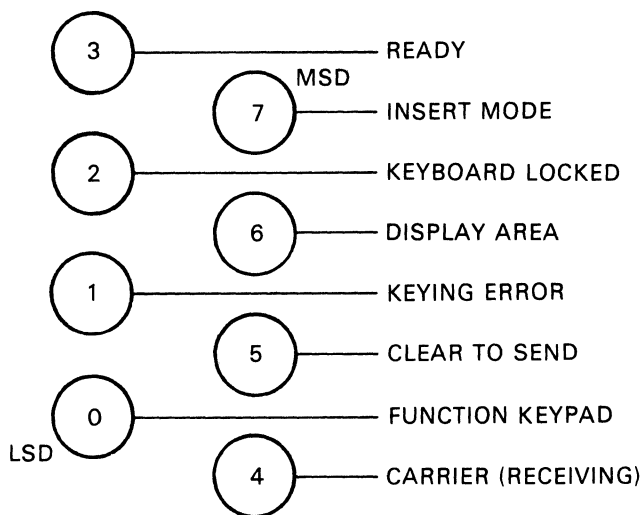 3 READY
MSD
7 INSERT MODE
2 KEYBOARD LOCKED
6 DISPLAY AREA
1 KEYING ERROR
5 CLEAR TO SEND
0 FUNCTION KEYPAD
LSD
4 CARRIER (RECEIVING)